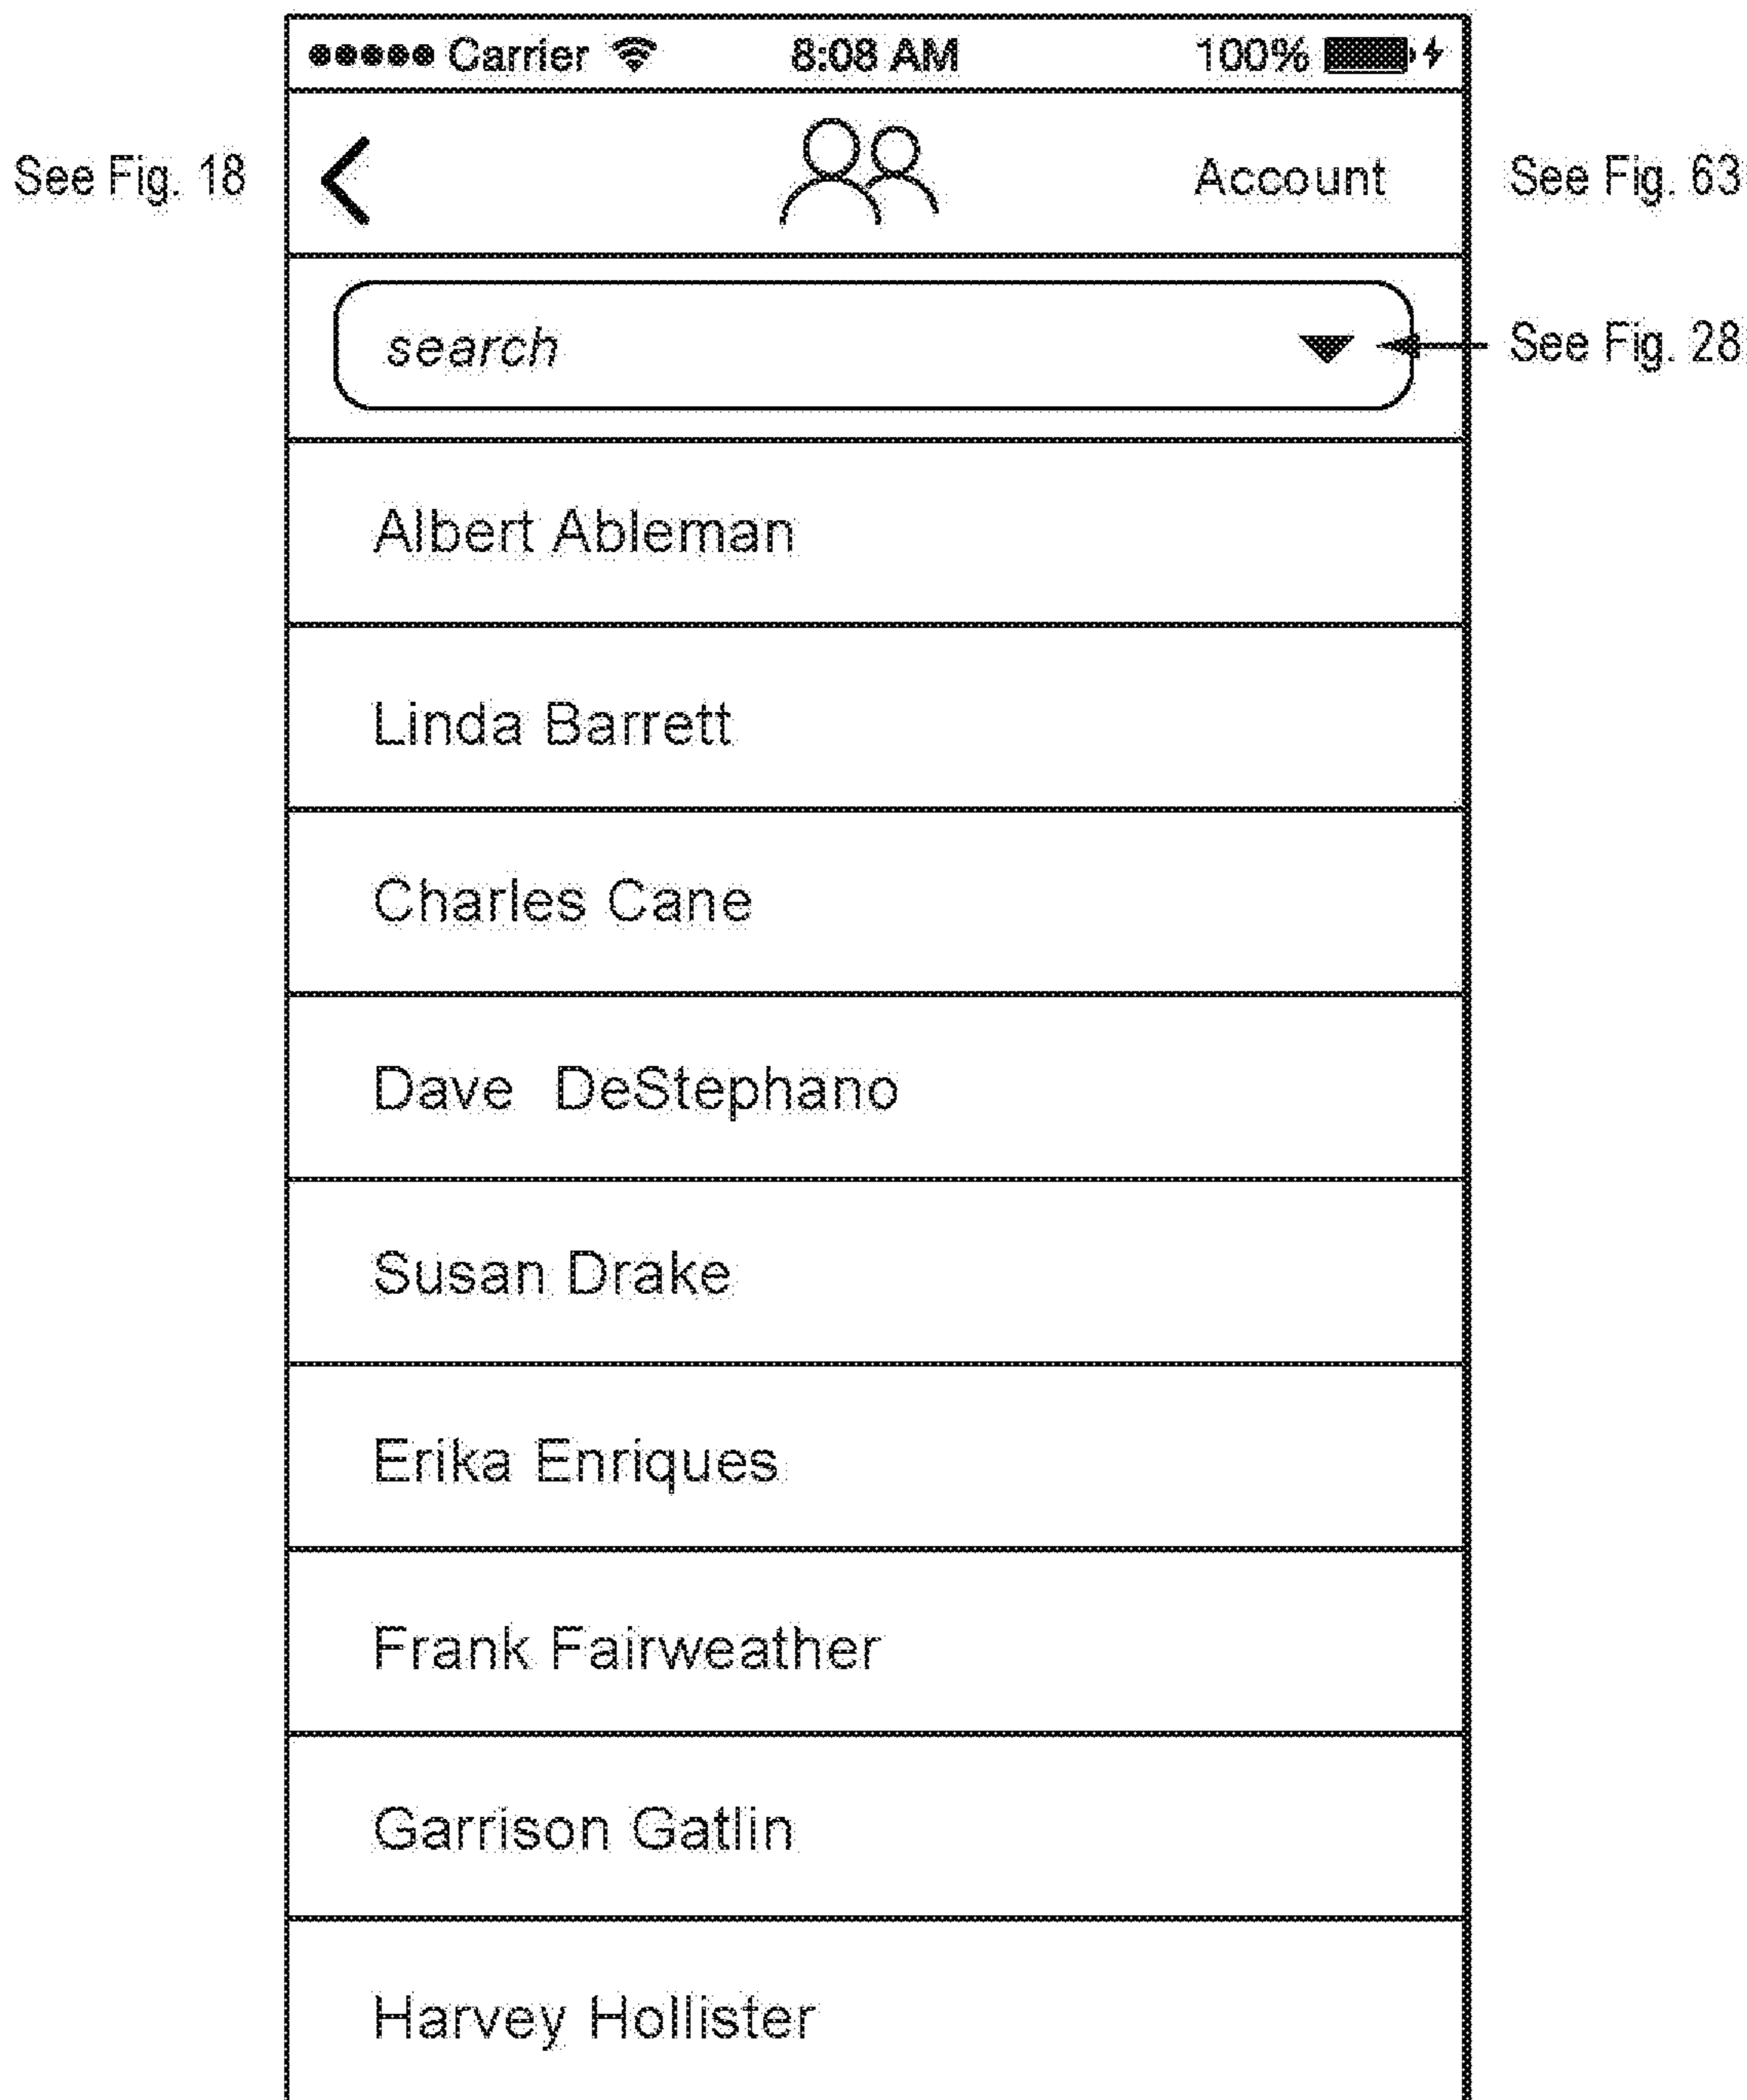 Carrier 8:08 AM 100%
See Fig. 18 Account See Fig. 63
search See Fig. 28
Albert Ableman
Linda Barrett
Charles Cane
Dave DeStephano
Susan Drake
Erika Enriques
Frank Fairweather
Garrison Gatlin
Harvey Hollister